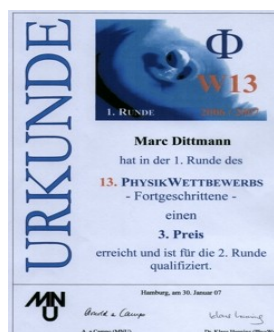 URKUNDE
Φ
W13
1. RUNDE
Marc Dittmann
hat in der 1. Runde des
13. PHYSIKWETTBEWERBS
- Fortgeschrittene -
einen
3. Preis
erreicht und ist für die 2. Runde
qualifiziert.
MNU
Hamburg, am 30. Januar 07